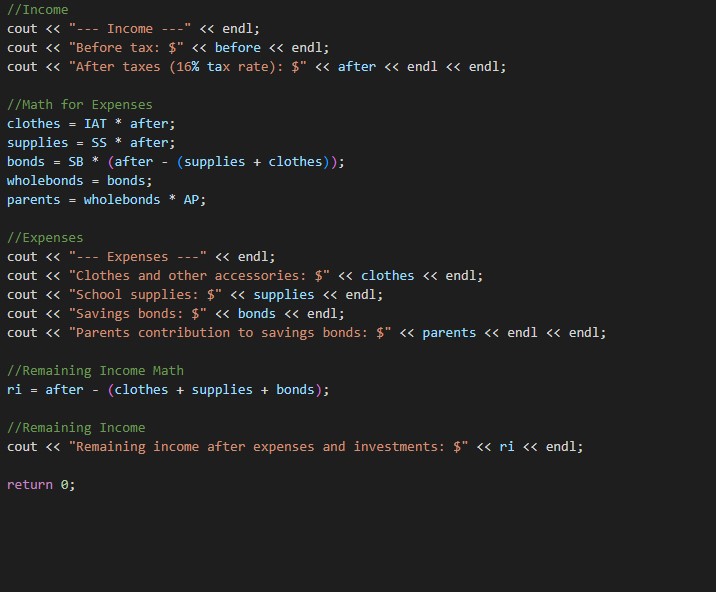 //Income
cout << "--- Income ---" << endl;
cout << "Before tax: $" << before << endl;
cout << "After taxes (16% tax rate): $" << after << endl << endl;
//Math for Expenses
clothes = IAT * after;
supplies = SS * after;
bonds = SB * (after - (supplies + clothes));
wholebonds = bonds;
parents = wholebonds * AP;
//Expenses
cout << "--- Expenses ---" << endl;
cout << "Clothes and other accessories: $" << clothes << endl;
cout << "School supplies: $" << supplies << endl;
cout << "Savings bonds: $" << bonds << endl;
cout << "Parents contribution to savings bonds: $" << parents << endl << endl;
//Remaining Income Math
ri = after - (clothes + supplies + bonds);
//Remaining Income
cout << "Remaining income after expenses and investments: $" << ri << endl;
return 0;